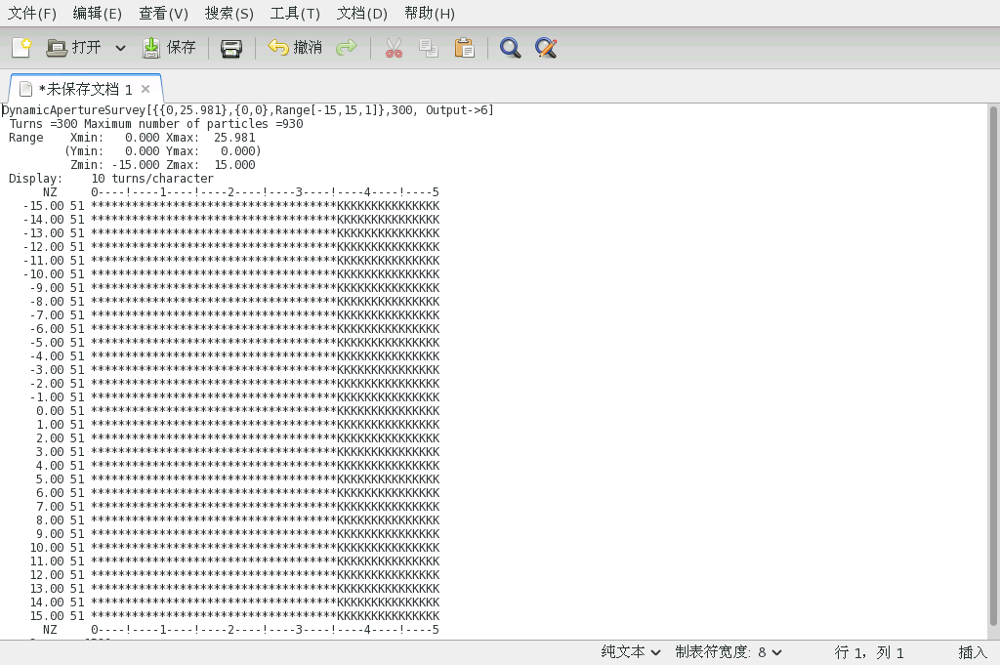 文件(F) 编辑(E) 查看(V) 搜索(S) 工具(T) 文档(D) 帮助(H)
打开 保存 撤消
*未保存文档 1
DynamicApertureSurvey[{{0,25.981},{0,0},Range[-15,15,1]},300, Output->6]
Turns =300 Maximum number of particles =930
Range    Xmin:   0.000 Xmax:  25.981
(Ymin:   0.000 Ymax:   0.000)
Zmin: -15.000 Zmax:  15.000
Display:    10 turns/character
NZ     0----!----1----!----2----!----3----!----4----!----5
-15.00 51 ************************************KKKKKKKKKKKKKKK
-14.00 51 ************************************KKKKKKKKKKKKKKK
-13.00 51 ************************************KKKKKKKKKKKKKKK
-12.00 51 ************************************KKKKKKKKKKKKKKK
-11.00 51 ************************************KKKKKKKKKKKKKKK
-10.00 51 ************************************KKKKKKKKKKKKKKK
-9.00 51 ************************************KKKKKKKKKKKKKKK
-8.00 51 ************************************KKKKKKKKKKKKKKK
-7.00 51 ************************************KKKKKKKKKKKKKKK
-6.00 51 ************************************KKKKKKKKKKKKKKK
-5.00 51 ************************************KKKKKKKKKKKKKKK
-4.00 51 ************************************KKKKKKKKKKKKKKK
-3.00 51 ************************************KKKKKKKKKKKKKKK
-2.00 51 ************************************KKKKKKKKKKKKKKK
-1.00 51 ************************************KKKKKKKKKKKKKKK
0.00 51 ************************************KKKKKKKKKKKKKKK
1.00 51 ************************************KKKKKKKKKKKKKKK
2.00 51 ************************************KKKKKKKKKKKKKKK
3.00 51 ************************************KKKKKKKKKKKKKKK
4.00 51 ************************************KKKKKKKKKKKKKKK
5.00 51 ************************************KKKKKKKKKKKKKKK
6.00 51 ************************************KKKKKKKKKKKKKKK
7.00 51 ************************************KKKKKKKKKKKKKKK
8.00 51 ************************************KKKKKKKKKKKKKKK
9.00 51 ************************************KKKKKKKKKKKKKKK
10.00 51 ************************************KKKKKKKKKKKKKKK
11.00 51 ************************************KKKKKKKKKKKKKKK
12.00 51 ************************************KKKKKKKKKKKKKKK
13.00 51 ************************************KKKKKKKKKKKKKKK
14.00 51 ************************************KKKKKKKKKKKKKKK
15.00 51 ************************************KKKKKKKKKKKKKKK
NZ     0----!----1----!----2----!----3----!----4----!----5
纯文本 制表符宽度: 8 行 1，列 1 插入